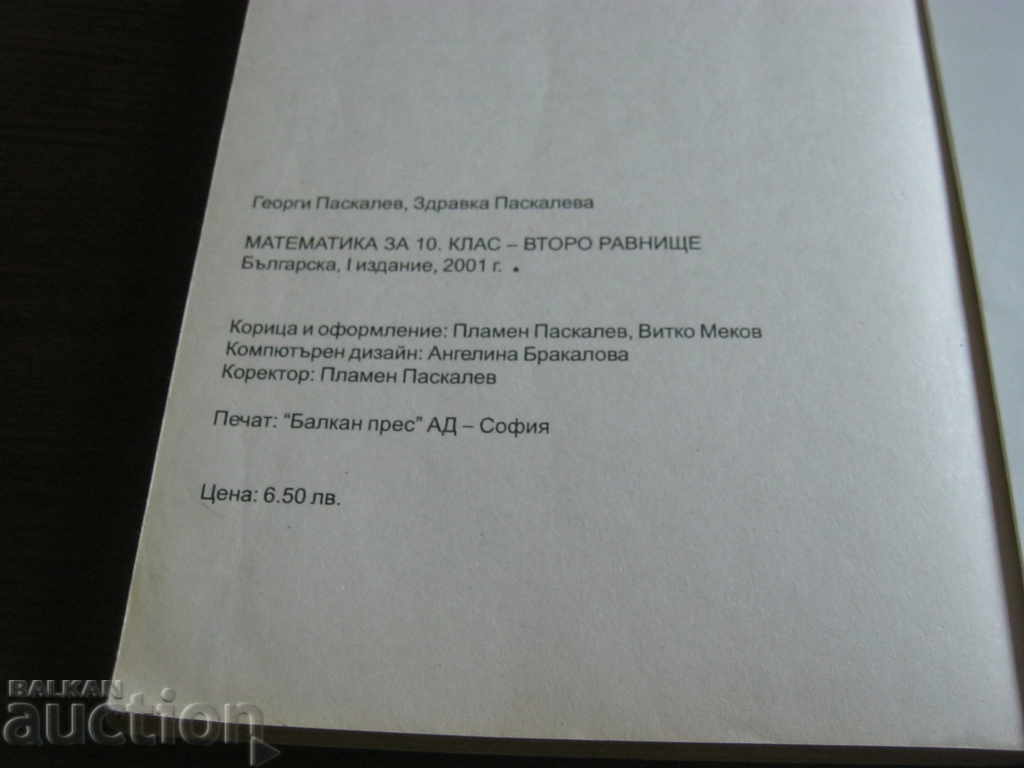 Георги Паскалев, Здравка Паскалева
МАТЕМАТИКА ЗА 10. КЛАС – ВТОРО РАВНИЩЕ
Българска, I издание, 2001 г.
Корица и оформление: Пламен Паскалев, Витко Меков
Компютърен дизайн: Ангелина Бракалова
Коректор: Пламен Паскалев
Печат: “Балкан прес” АД – София
Цена: 6.50 лв.
BALKAN
auction